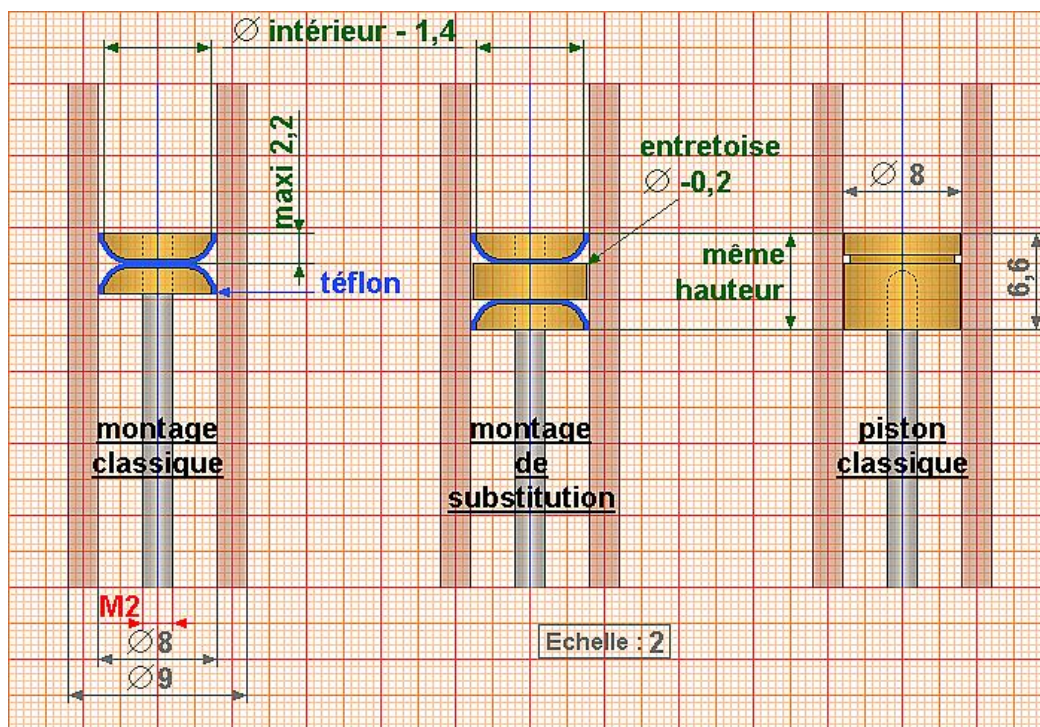 ∅ intérieur - 1,4
maxi 2,2
entretoise
∅ -0,2
∅ 8
téflon
même
hauteur
6,6
montage
classique
montage
de
substitution
piston
classique
M2
∅8
∅9
Echelle : 2